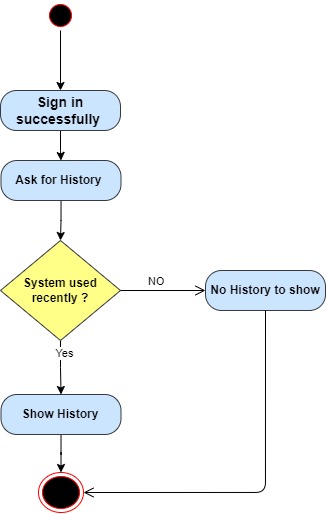 Sign in
successfully
Ask for History
System used
recently ?
NO
No History to show
Yes
Show History